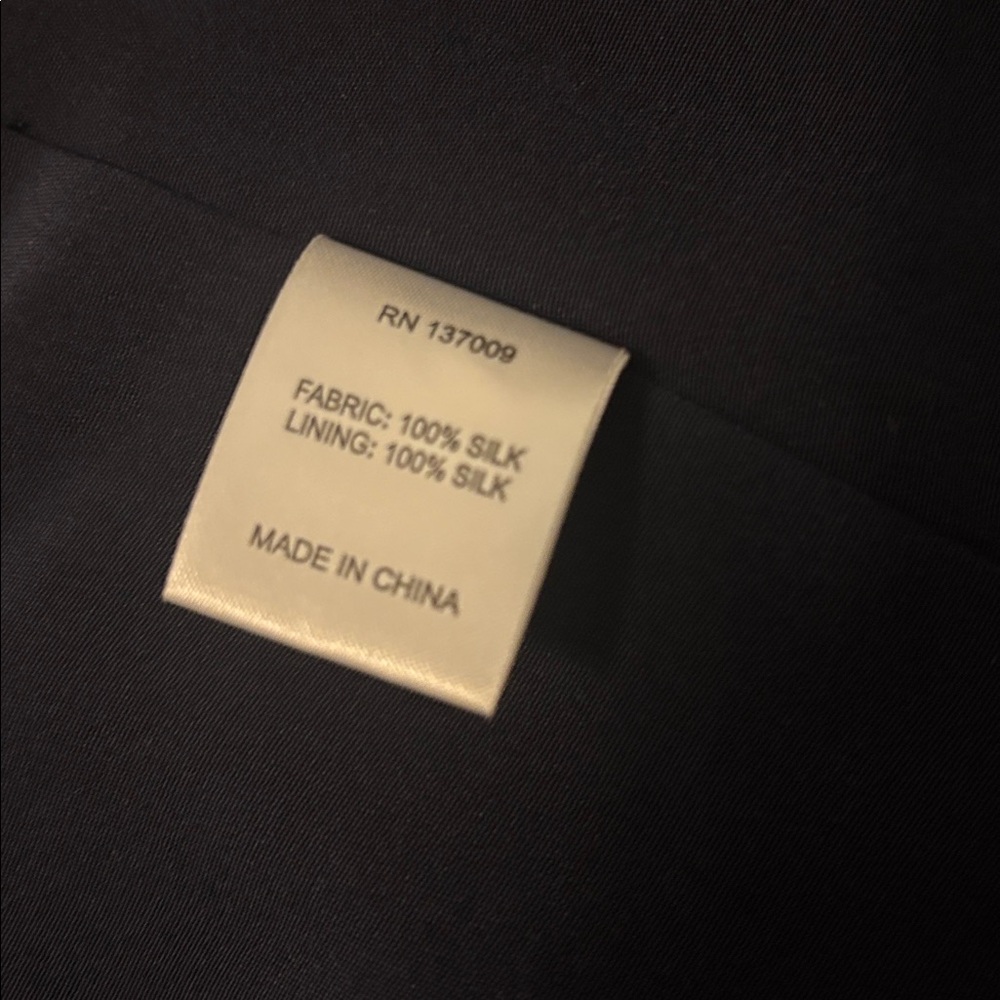 RN 137009
FABRIC: 100% SILK
LINING: 100% SILK
MADE IN CHINA